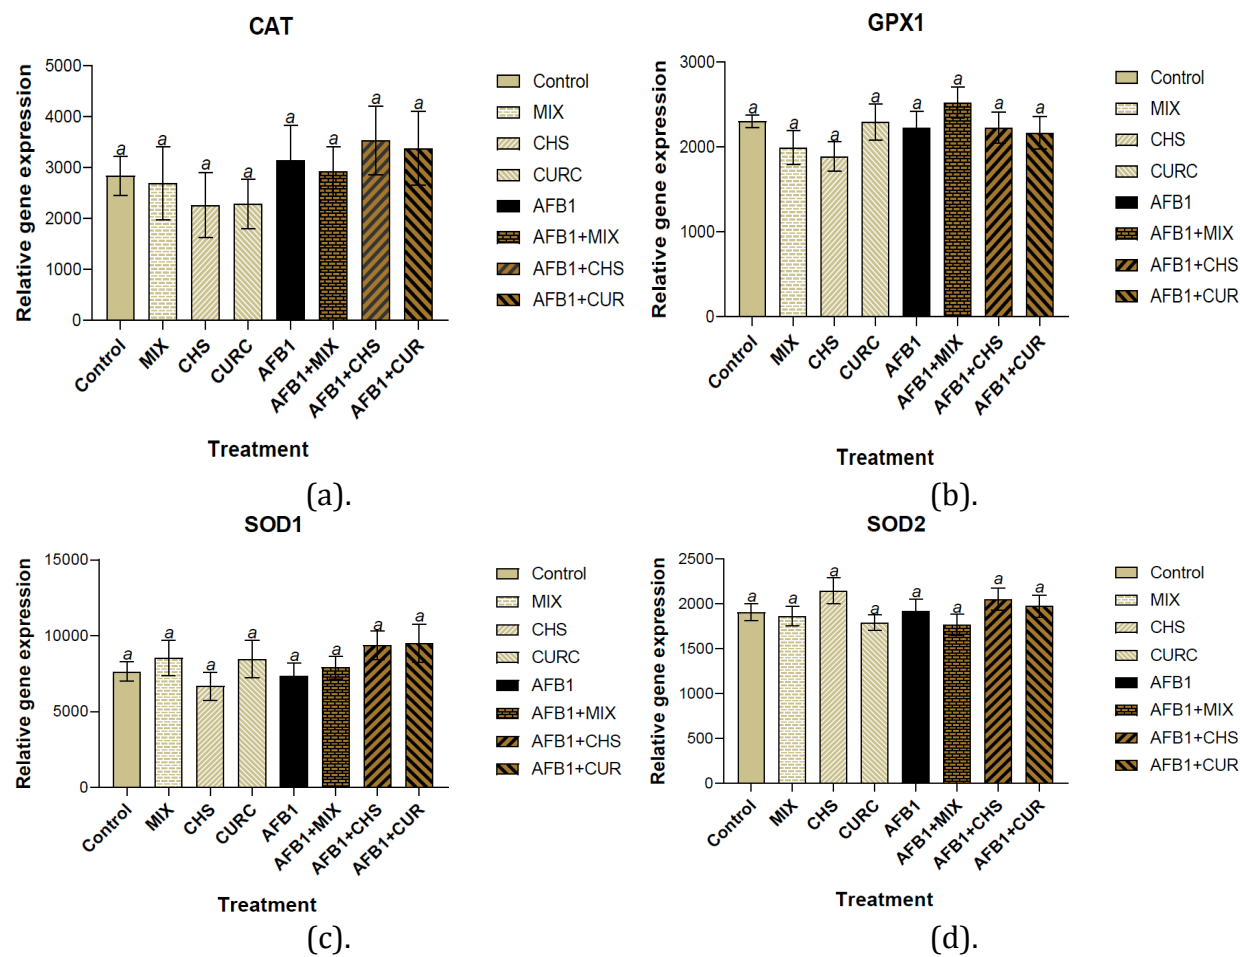 CAT
Relative gene expression
5000
4000
3000
2000
1000
0
a
a
a
a
a
a
a
a
Control
MIX
CHS
CURC
AFB1
AFB1+MIX
AFB1+CHS
AFB1+CUR
Treatment
Control
MIX
CHS
CURC
AFB1
AFB1+MIX
AFB1+CHS
AFB1+CUR
(a).
GPX1
Relative gene expression
3000
2000
1000
0
a
a
a
a
a
a
a
a
Control
MIX
CHS
CURC
AFB1
AFB1+MIX
AFB1+CHS
AFB1+CUR
Treatment
Control
MIX
CHS
CURC
AFB1
AFB1+MIX
AFB1+CHS
AFB1+CUR
(b).
SOD1
Relative gene expression
15000
10000
5000
0
a
a
a
a
a
a
a
a
Control
MIX
CHS
CURC
AFB1
AFB1+MIX
AFB1+CHS
AFB1+CUR
Treatment
Control
MIX
CHS
CURC
AFB1
AFB1+MIX
AFB1+CHS
AFB1+CUR
(c).
SOD2
Relative gene expression
2500
2000
1500
1000
500
0
a
a
a
a
a
a
a
a
Control
MIX
CHS
CURC
AFB1
AFB1+MIX
AFB1+CHS
AFB1+CUR
Treatment
Control
MIX
CHS
CURC
AFB1
AFB1+MIX
AFB1+CHS
AFB1+CUR
(d).